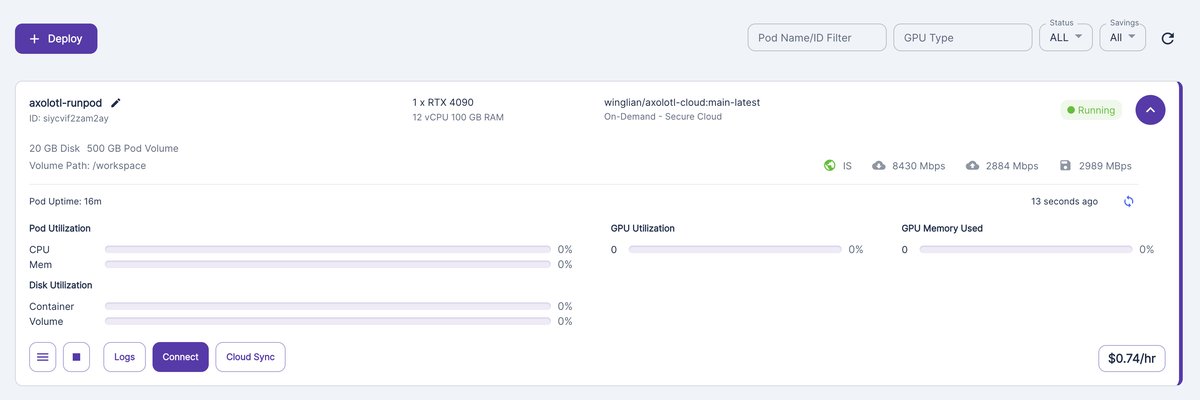 + Deploy
Pod Name/ID Filter
GPU Type
Status
ALL
Savings
All
axolotl-runpod
ID: siycvif2zam2ay
1 x RTX 4090
12 vCPU 100 GB RAM
winglian/axolotl-cloud:main-latest
On-Demand - Secure Cloud
Running
20 GB Disk 500 GB Pod Volume
Volume Path: /workspace
IS 8430 Mbps 2884 Mbps 2989 MBps
Pod Uptime: 16m
13 seconds ago
Pod Utilization
CPU 0%
Mem 0%
Disk Utilization
Container 0%
Volume 0%
GPU Utilization
0 0%
GPU Memory Used
0 0%
Logs
Connect
Cloud Sync
$0.74/hr